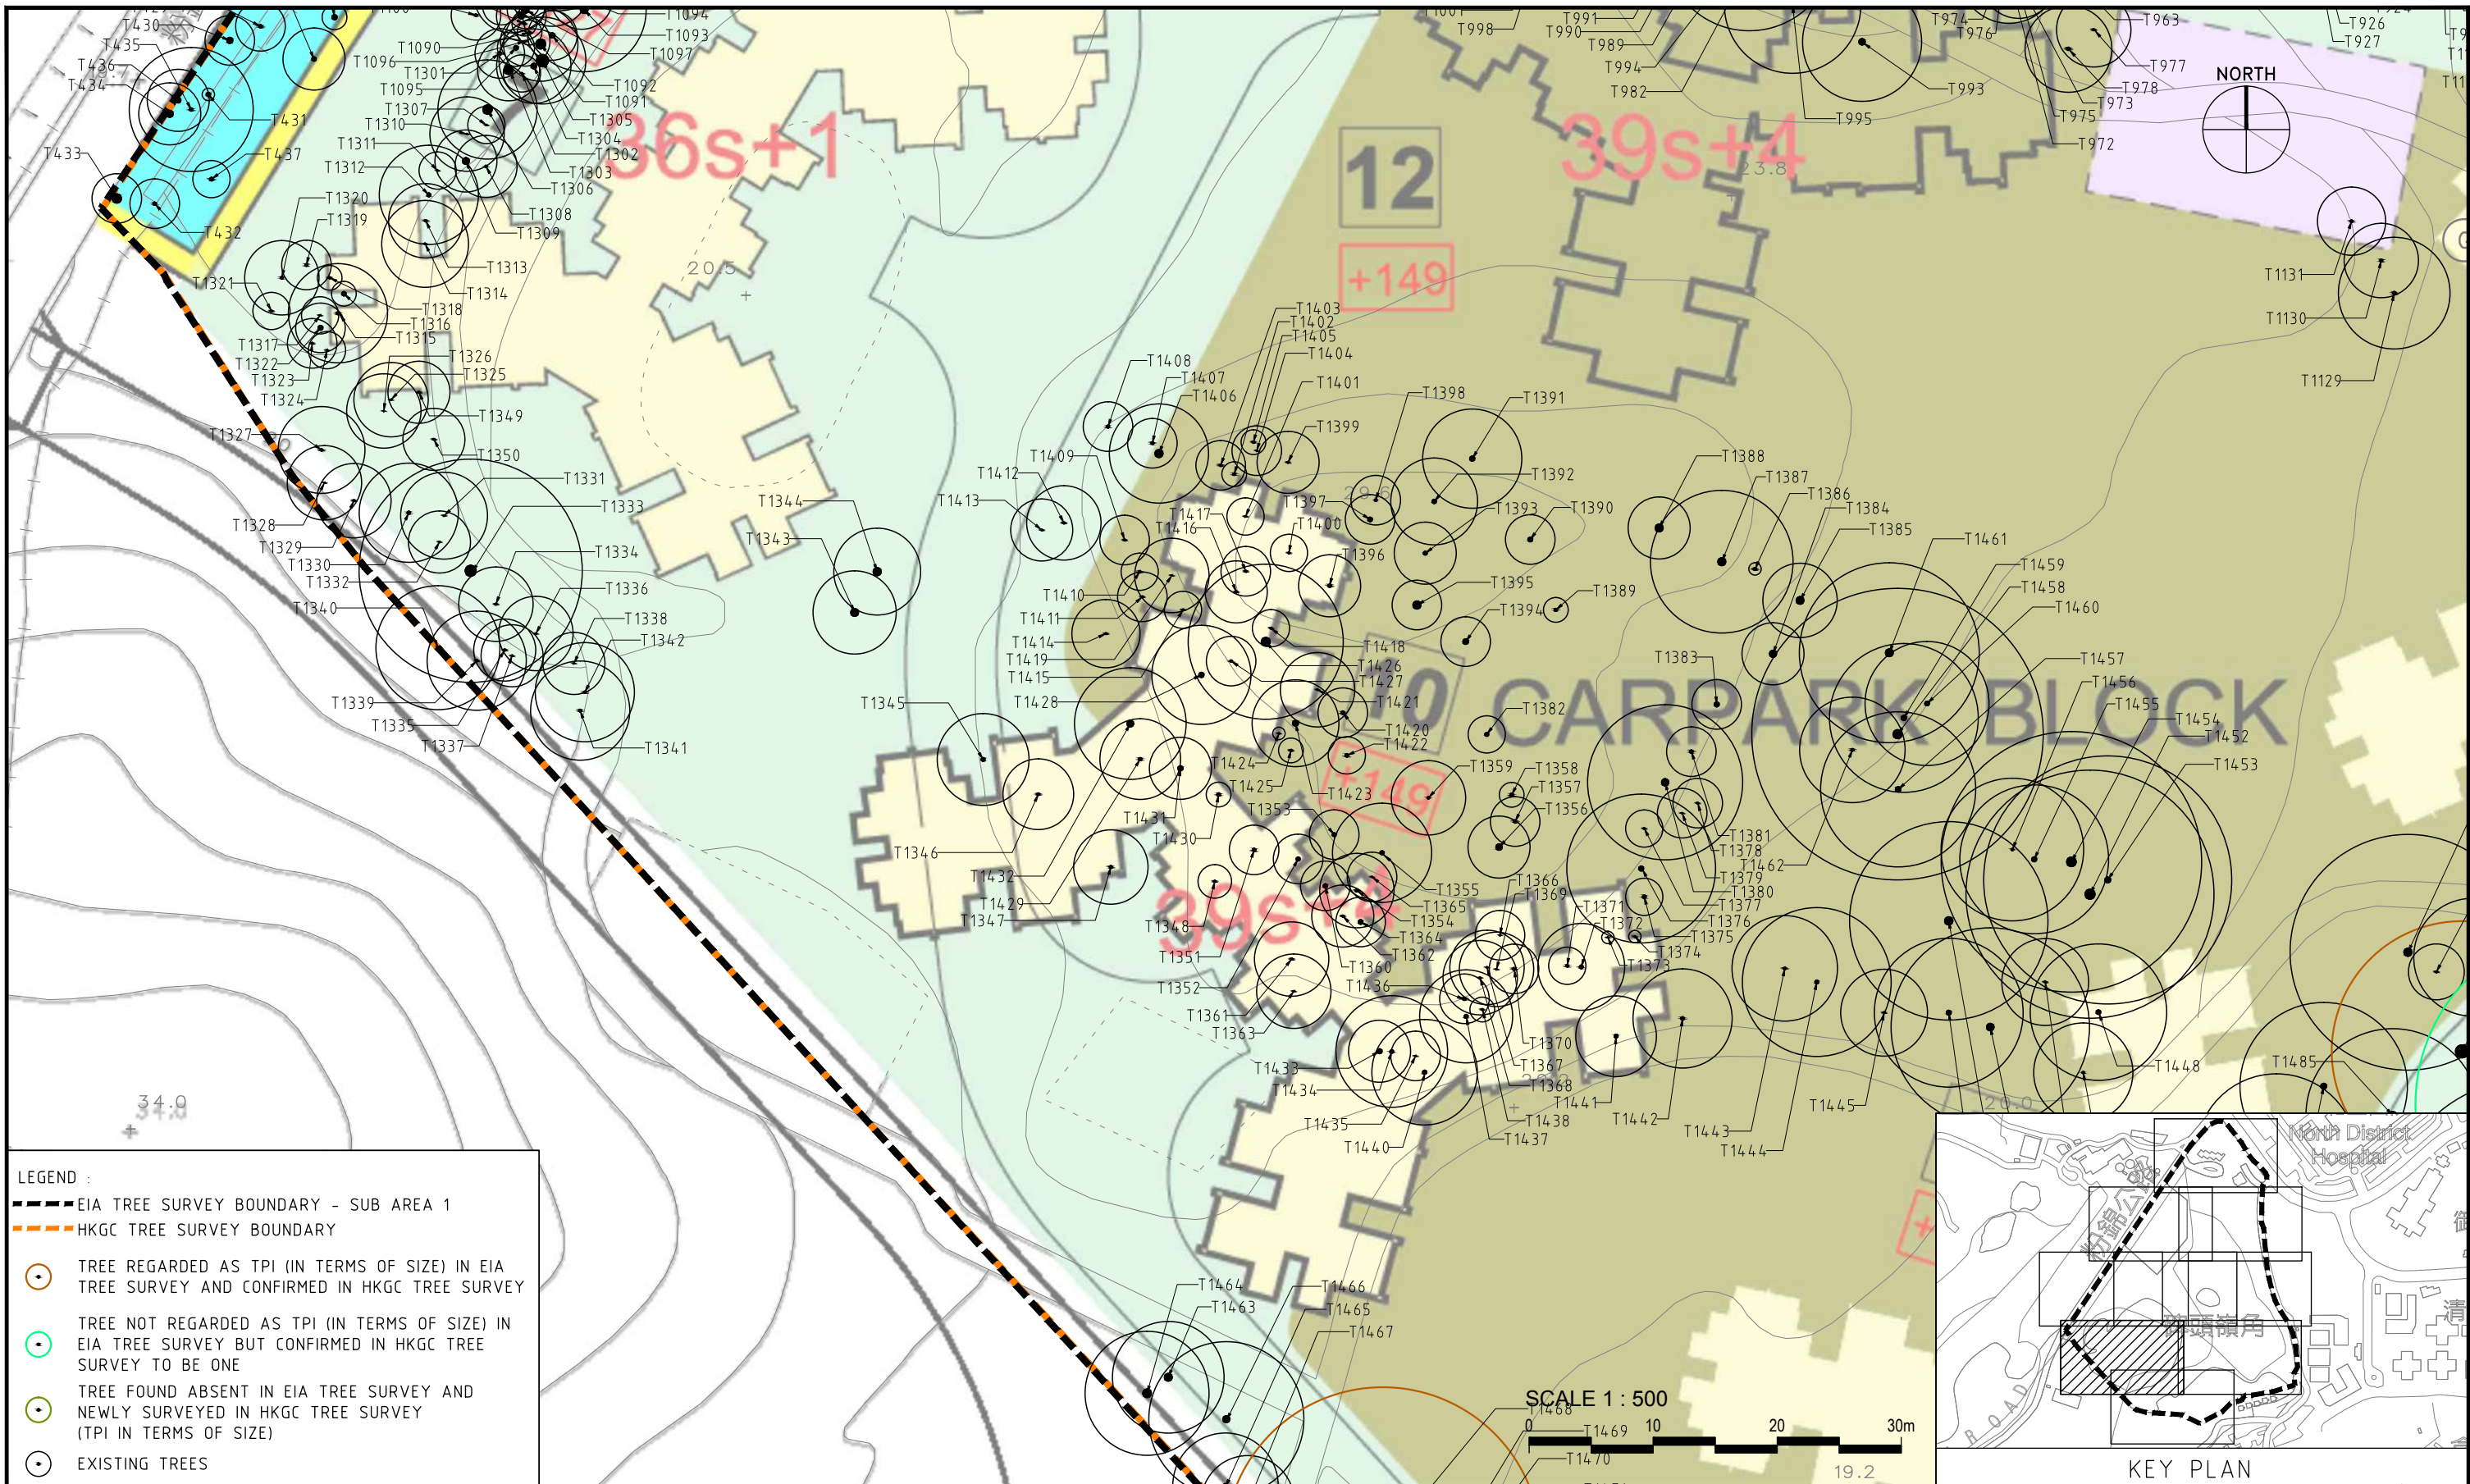 T430
T435
T436
T434
T431
T433
T437
T432
T1094
T1093
T1097
T1090
T1096
T1301
T1095
T1307
T1310
T1311
T1312
T1092
T1091
T1305
T1304
T1302
T1303
T1306
T1308
T1309
T1320
T1319
T1313
T1314
T1321
T1318
T1316
T1315
T1317
T1322
T1323
T1324
T1326
T1325
T1349
T1350
36s+1
20.5
T998
T991
T990
T989
T994
T982
T995
T993
T974
T976
T963
T977
T978
T973
T975
T972
T926
T927
NORTH
12
+149
39s+4
23.8
T1131
T1130
T1129
T1403
T1402
T1405
T1404
T1401
T1408
T1407
T1406
T1398
T1399
T1391
T1392
T1393
T1390
T1397
T1400
T1396
T1395
T1394
T1389
T1388
T1387
T1386
T1384
T1385
T1461
T1459
T1458
T1460
T1457
T1456
T1455
T1454
T1452
T1453
T1327
T1328
T1329
T1330
T1332
T1331
T1333
T1334
T1336
T1338
T1342
T1340
T1339
T1335
T1337
T1341
T1344
T1343
T1409
T1412
T1413
T1417
T1416
T1410
T1411
T1414
T1419
T1415
T1428
T1418
T1426
T1427
T1421
T1420
T1422
T1424
T1425
T1423
T1345
T1346
T1347
T1431
T1430
T1432
T1429
T1348
T1353
T1351
T1352
T1361
T1363
10
CARPARK BLOCK
+149
T1383
T1382
T1359
T1358
T1357
T1356
T1381
T1378
T1462
T1379
T1380
T1377
T1376
T1375
T1374
T1373
T1372
T1371
T1366
T1369
T1355
T1365
T1354
T1364
T1362
T1360
39s+4
T1436
T1370
T1367
T1368
T1438
T1437
T1433
T1434
T1435
T1440
T1441
T1442
T1443
T1444
T1445
T1448
T1485
20.0
34.0
T1464
T1463
T1466
T1465
T1467
T1468
T1469
T1470
SCALE 1 : 500
0 10 20 30m
19.2
LEGEND :
EIA TREE SURVEY BOUNDARY - SUB AREA 1
HKGC TREE SURVEY BOUNDARY
TREE REGARDED AS TPI (IN TERMS OF SIZE) IN EIA
TREE SURVEY AND CONFIRMED IN HKGC TREE SURVEY
TREE NOT REGARDED AS TPI (IN TERMS OF SIZE) IN
EIA TREE SURVEY BUT CONFIRMED IN HKGC TREE
SURVEY TO BE ONE
TREE FOUND ABSENT IN EIA TREE SURVEY AND
NEWLY SURVEYED IN HKGC TREE SURVEY
(TPI IN TERMS OF SIZE)
EXISTING TREES
North District
Hospital
粉錦公路
ROAD
KEY PLAN